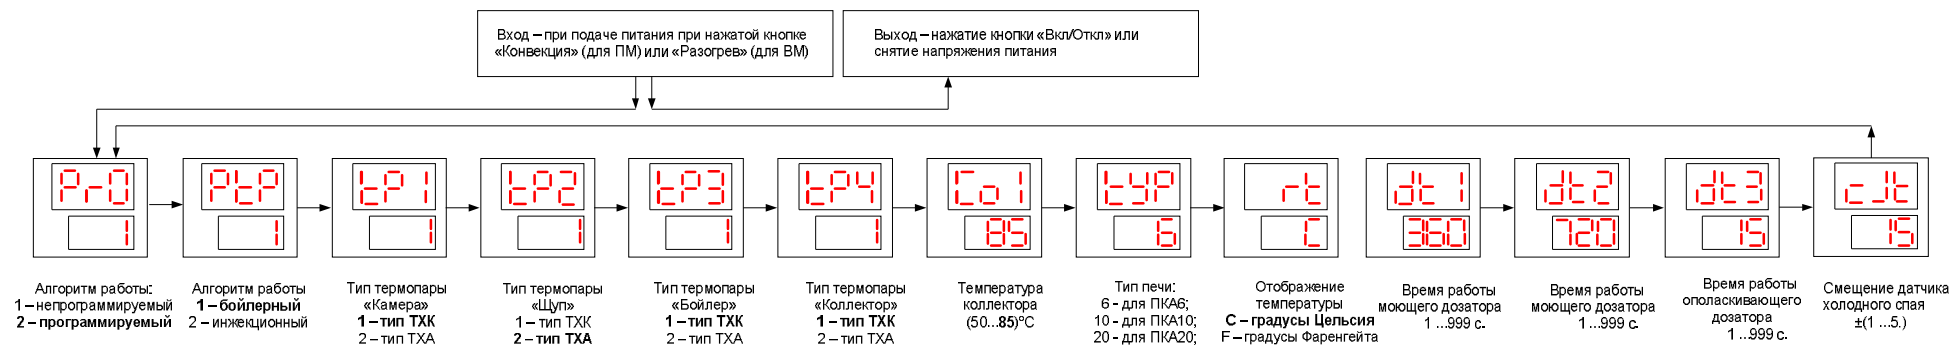 Вход – при подаче питания при нажатой кнопке
«Конвекция» (для ПМ) или «Разогрев» (для ВМ)
Выход – нажатие кнопки «Вкл/Откл» или
снятие напряжения питания
Pr0
1
Алгоритм работы:
1 – непрограммируемый
2 – программируемый
PtP
1
Алгоритм работы
1 – бойлерный
2 – инжекционный
tP1
1
Тип термопары
«Камера»
1 – тип ТХК
2 – тип ТХА
tP2
1
Тип термопары
«Щуп»
1 – тип ТХК
2 – тип ТХА
tP3
1
Тип термопары
«Бойлер»
1 – тип ТХК
2 – тип ТХА
tP4
1
Тип термопары
«Коллектор»
1 – тип ТХК
2 – тип ТХА
Col
85
Температура
коллектора
(50...85)°C
tyP
6
Тип печи:
6 - для ПКА6;
10 - для ПКА10;
20 - для ПКА20;
rt
C
Отображение
температуры
C – градусы Цельсия
F – градусы Фаренгейта
dt1
360
Время работы
моющего дозатора
1 ...999 с.
dt2
720
Время работы
моющего дозатора
1 ...999 с.
dt3
15
Время работы
ополаскивающего
дозатора
1 ...999 с.
cJt
15
Смещение датчика
холодного спая
±(1 ...5.)